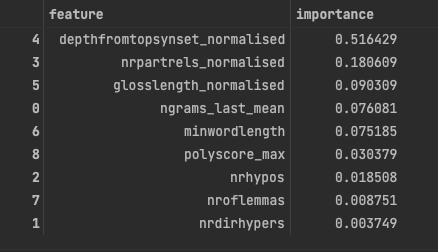 feature importance
4 depthfromtopsynset_normalised 0.516429
3 nrpartrels_normalised 0.180609
5 glosslength_normalised 0.090309
0 ngrams_last_mean 0.076081
6 minwordlength 0.075185
8 polyscore_max 0.030379
2 nrhypos 0.018508
7 nroflemmas 0.008751
1 nrdirhypers 0.003749